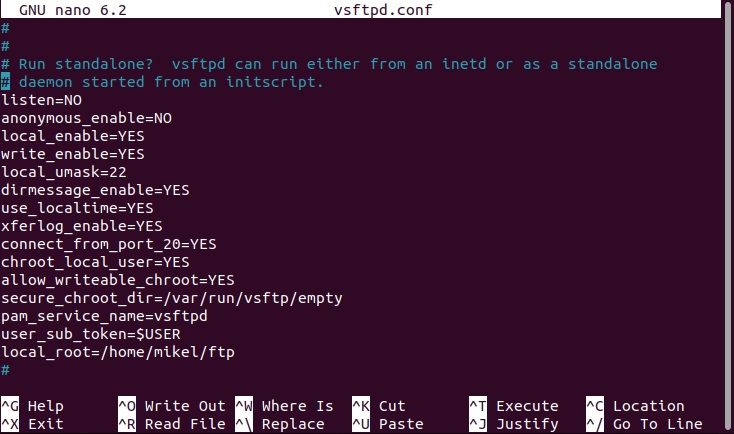 GNU nano 6.2 vsftpd.conf
#
#
# Run standalone?  vsftpd can run either from an inetd or as a standalone
# daemon started from an initscript.
listen=NO
anonymous_enable=NO
local_enable=YES
write_enable=YES
local_umask=22
dirmessage_enable=YES
use_localtime=YES
xferlog_enable=YES
connect_from_port_20=YES
chroot_local_user=YES
allow_writeable_chroot=YES
secure_chroot_dir=/var/run/vsftp/empty
pam_service_name=vsftpd
user_sub_token=$USER
local_root=/home/mikel/ftp
#
^G Help ^O Write Out ^W Where Is ^K Cut ^T Execute ^C Location
^X Exit ^R Read File ^\ Replace ^U Paste ^J Justify ^/ Go To Line